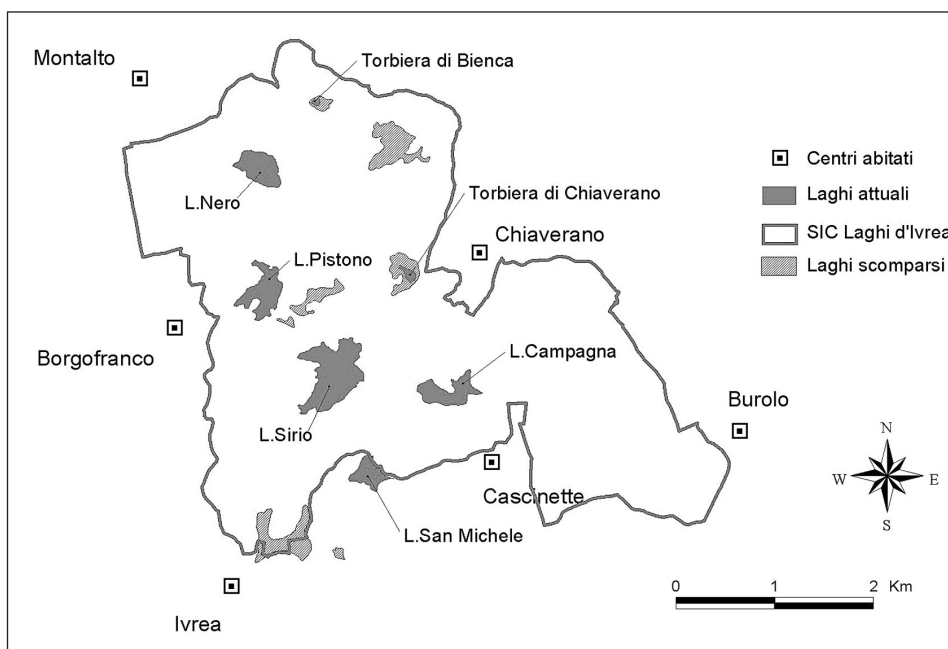 Montalto
Torbiera di Bienca
Centri abitati
L.Nero
Torbiera di Chiaverano
Laghi attuali
Chiaverano
SIC Laghi d'Ivrea
L.Pistono
Laghi scomparsi
Borgofranco
L.Campagna
Burolo
L.Sirio
N
W E
S
Cascinette
L.San Michele
0 1 2 Km
Ivrea